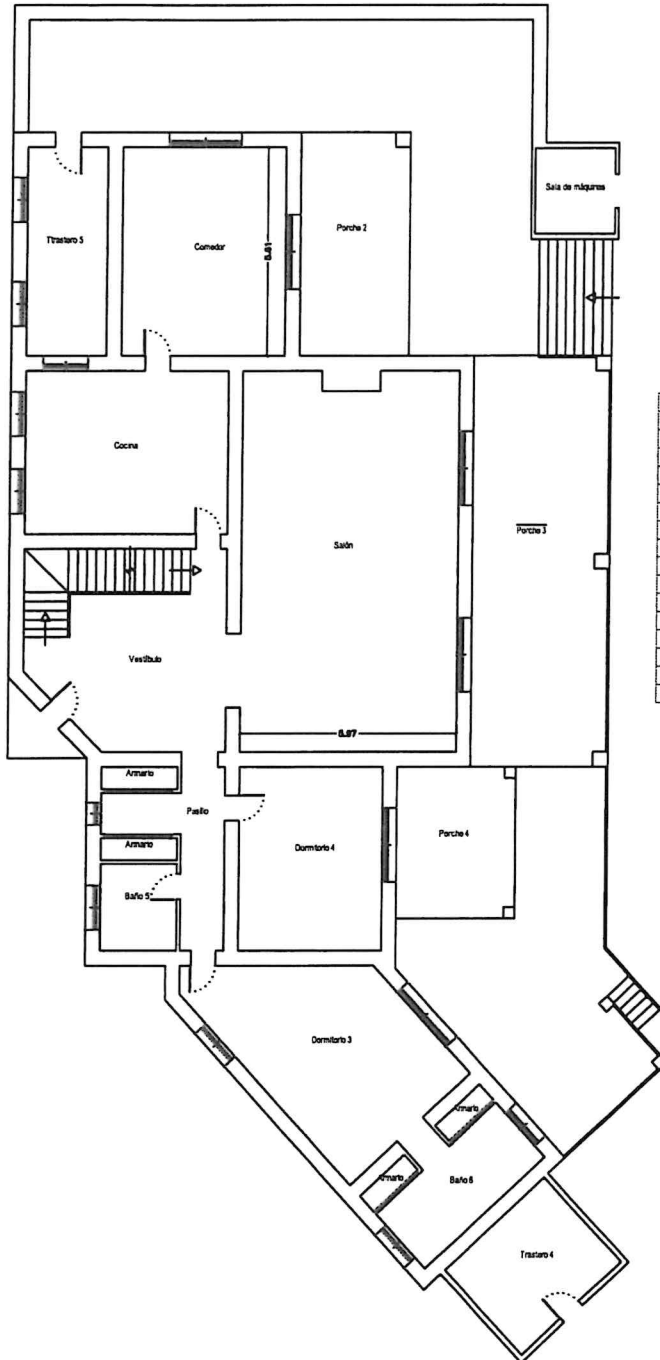 Sala de máquinas
Ttrastero 5
Comedor
5.61
Porche 2
Cocina
Salón
Porche 3
Vestíbulo
5.97
Armario
Pasillo
Armario
Dormitorio 4
Porche 4
Baño 5
Dormitorio 3
Armario
Armario
Baño 6
Trastero 4